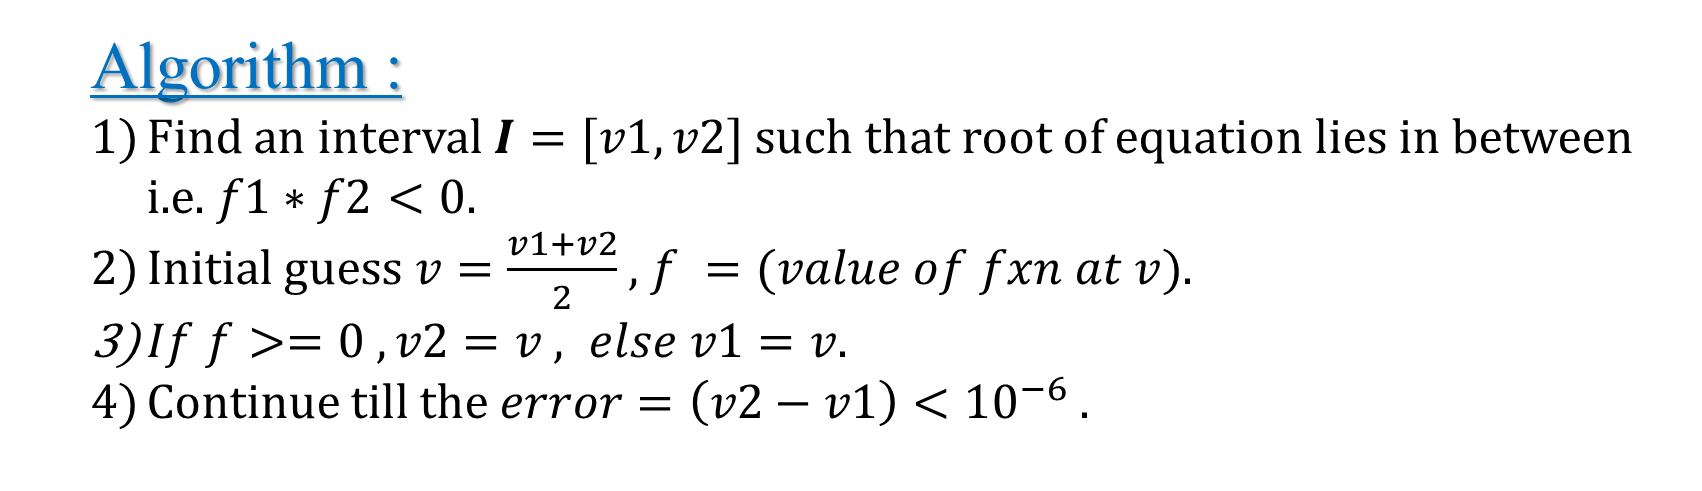 Algorithm :
1) Find an interval I = [v1, v2] such that root of equation lies in between
i.e. f1 ∗ f2 < 0.
2) Initial guess v = (v1+v2)/2 , f = (value of fxn at v).
3) If f >= 0 , v2 = v , else v1 = v.
4) Continue till the error = (v2 − v1) < 10⁻⁶ .